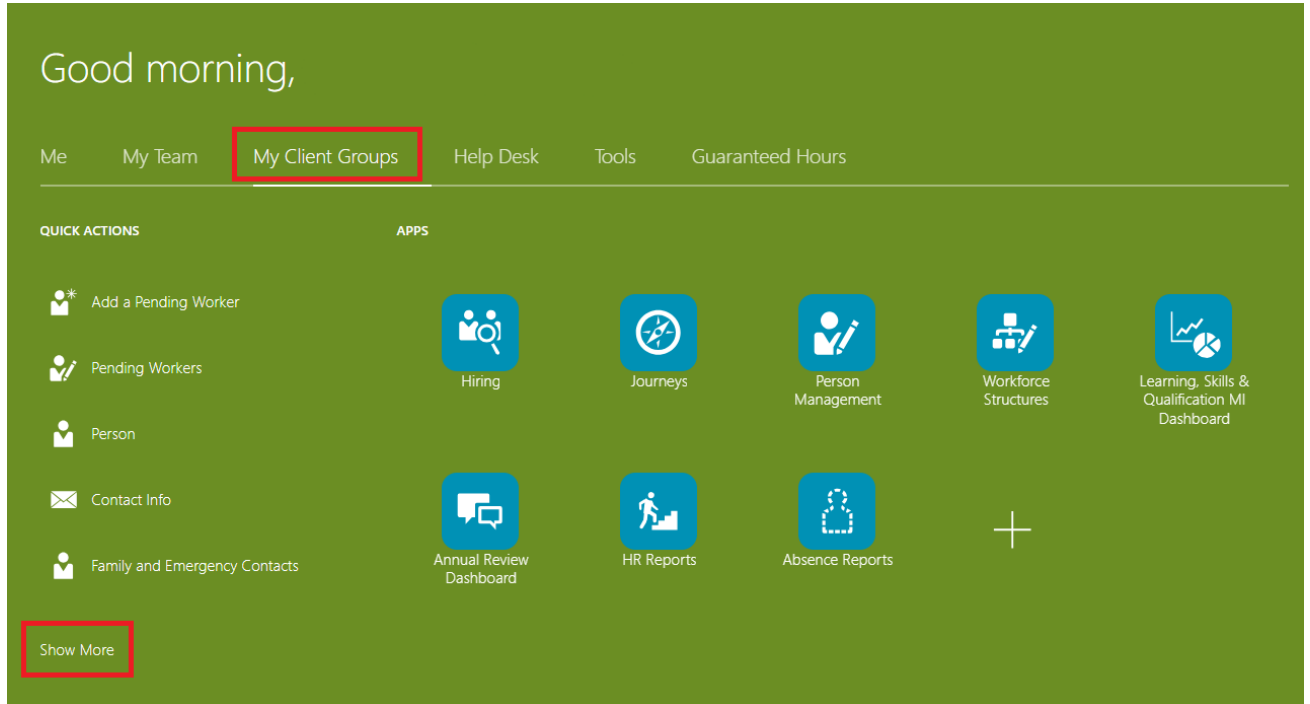 Good morning,
Me My Team My Client Groups Help Desk Tools Guaranteed Hours
QUICK ACTIONS
Add a Pending Worker
Pending Workers
Person
Contact Info
Family and Emergency Contacts
Show More
APPS
Hiring
Journeys
Person
Management
Workforce
Structures
Learning, Skills &
Qualification MI
Dashboard
Annual Review
Dashboard
HR Reports
Absence Reports